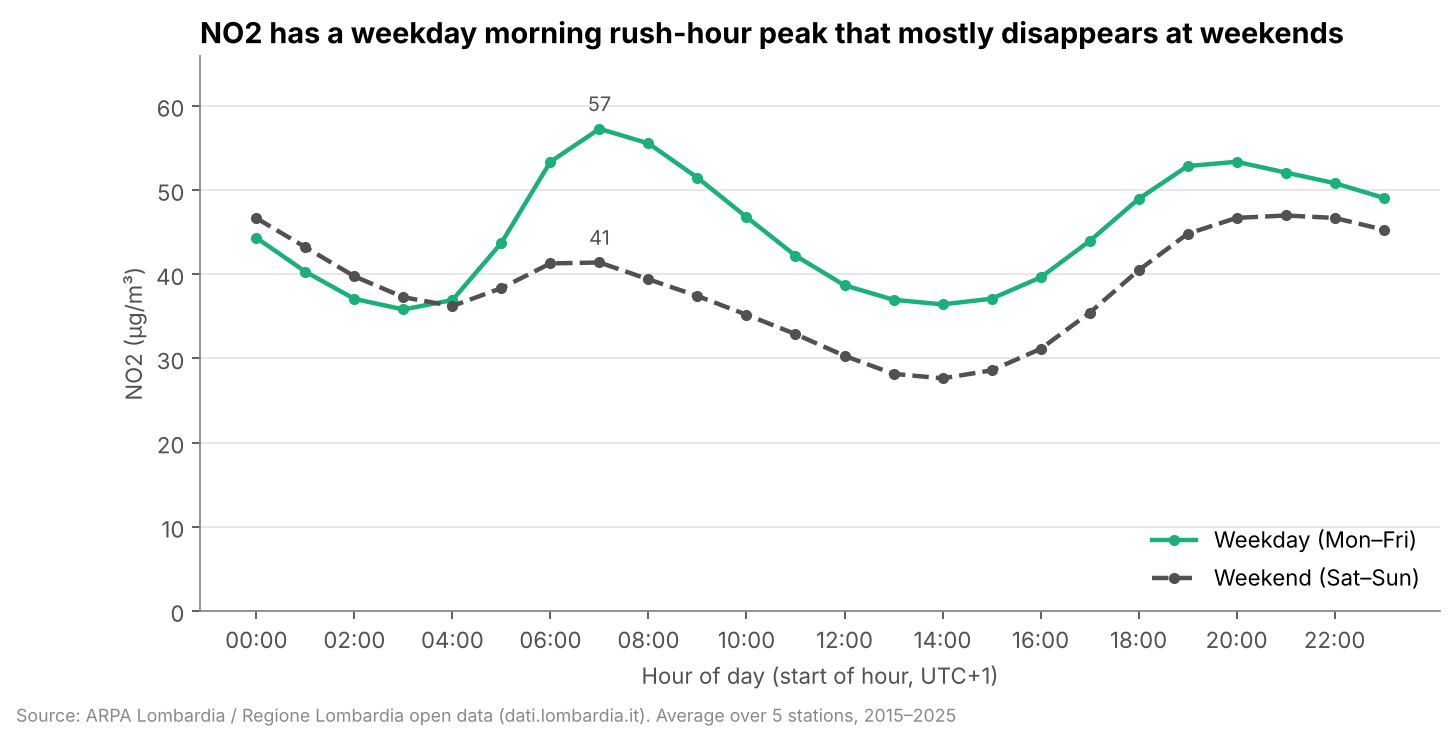 NO2 has a weekday morning rush-hour peak that mostly disappears at weekends
NO2 (µg/m³)
60
50
40
30
20
10
0
57
41
Weekday (Mon–Fri)
Weekend (Sat–Sun)
00:00 02:00 04:00 06:00 08:00 10:00 12:00 14:00 16:00 18:00 20:00 22:00
Hour of day (start of hour, UTC+1)
Source: ARPA Lombardia / Regione Lombardia open data (dati.lombardia.it). Average over 5 stations, 2015–2025